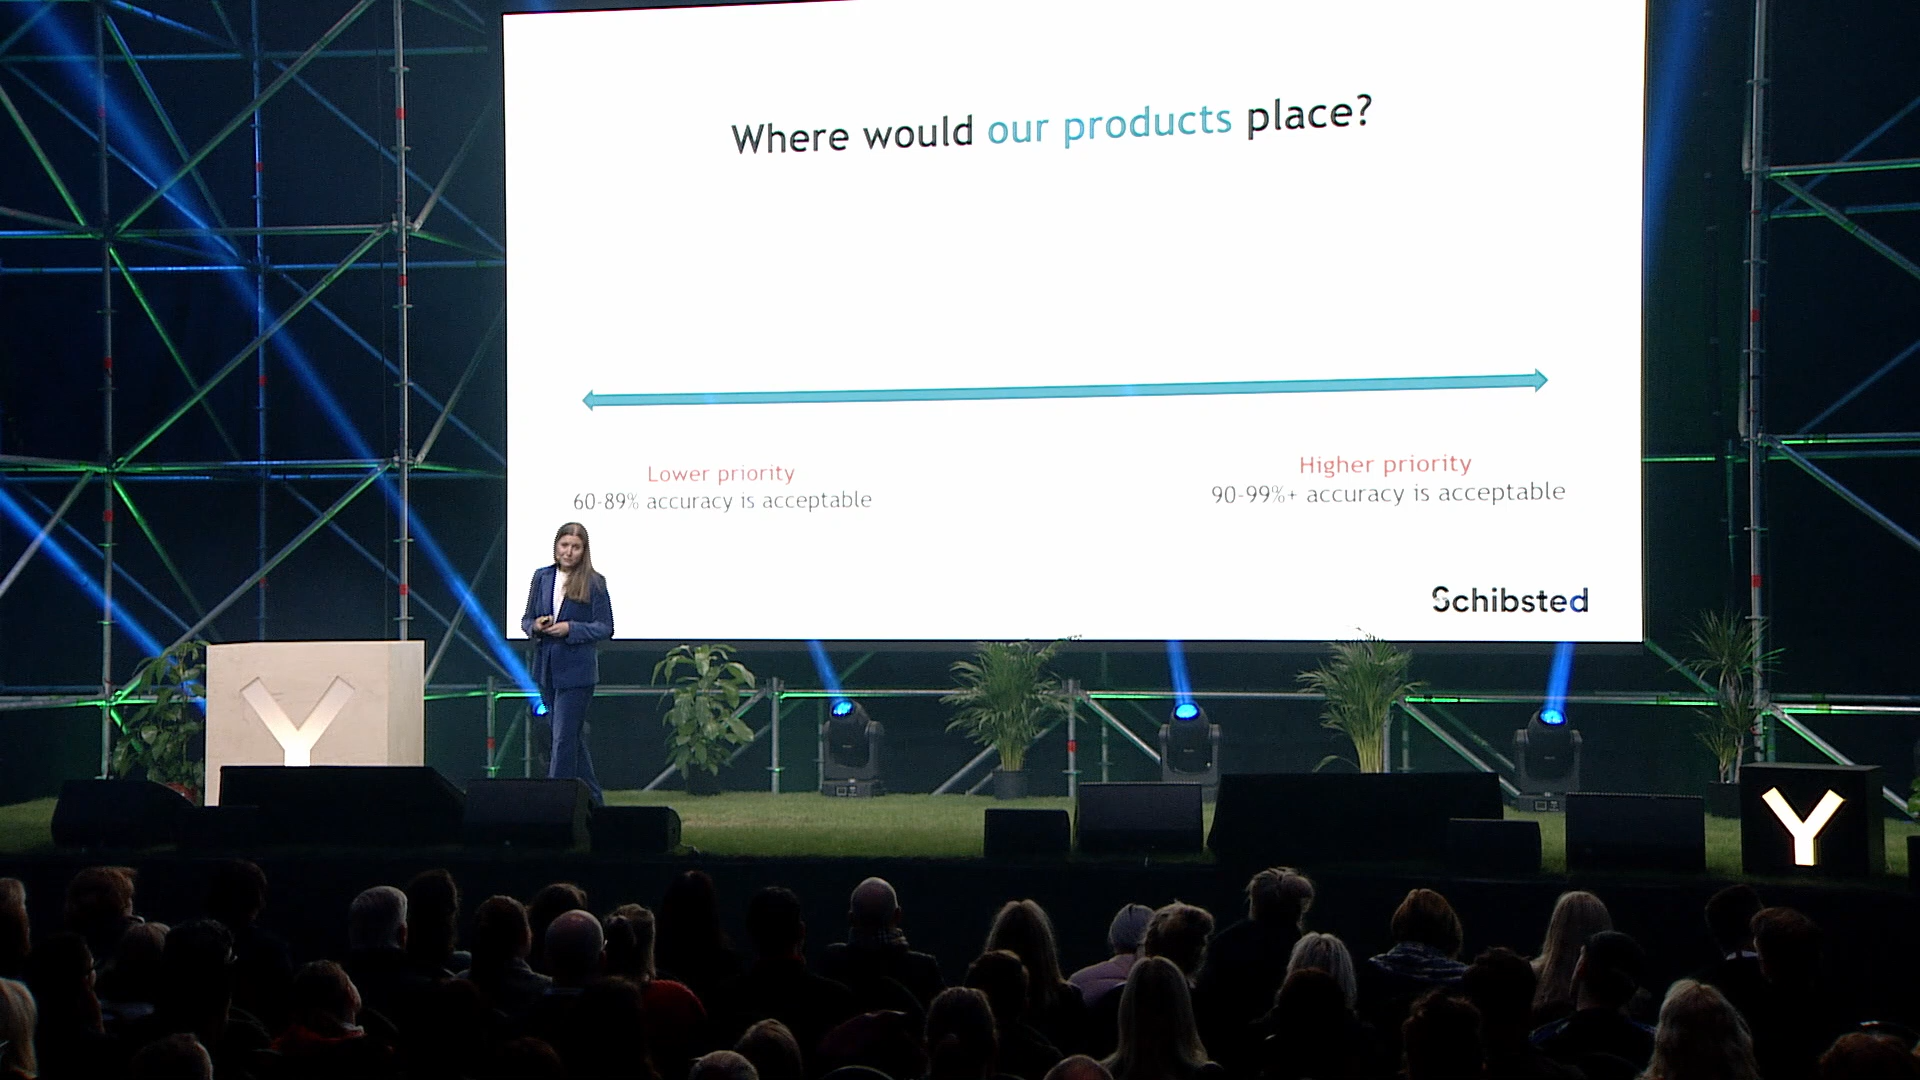 Where would our products place?
Lower priority
60-89% accuracy is acceptable
Higher priority
90-99%+ accuracy is acceptable
Schibsted
Y
Y